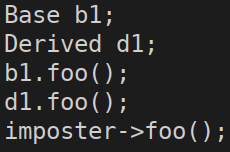 Base b1;
Derived d1;
b1.foo();
d1.foo();
imposter->foo();